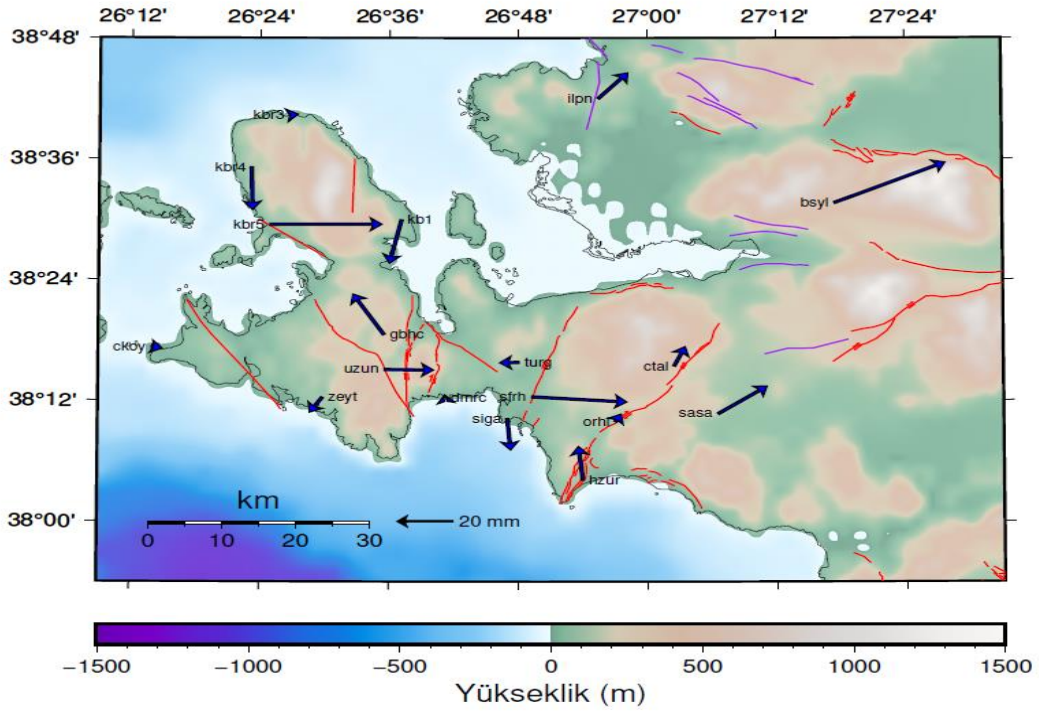 26°12' 26°24' 26°36' 26°48' 27°00' 27°12' 27°24'
38°48'
ilpn
kbr3
38°36'
kbr4
bsyl
kbr5
kb1
38°24'
gbhc
ckoy
turg
uzun
ctal
38°12'
zeyt
dmrc
sfrh
siga
orht
sasa
hzur
km
38°00'
20 mm
0 10 20 30
−1500 −1000 −500 0 500 1000 1500
Yükseklik (m)